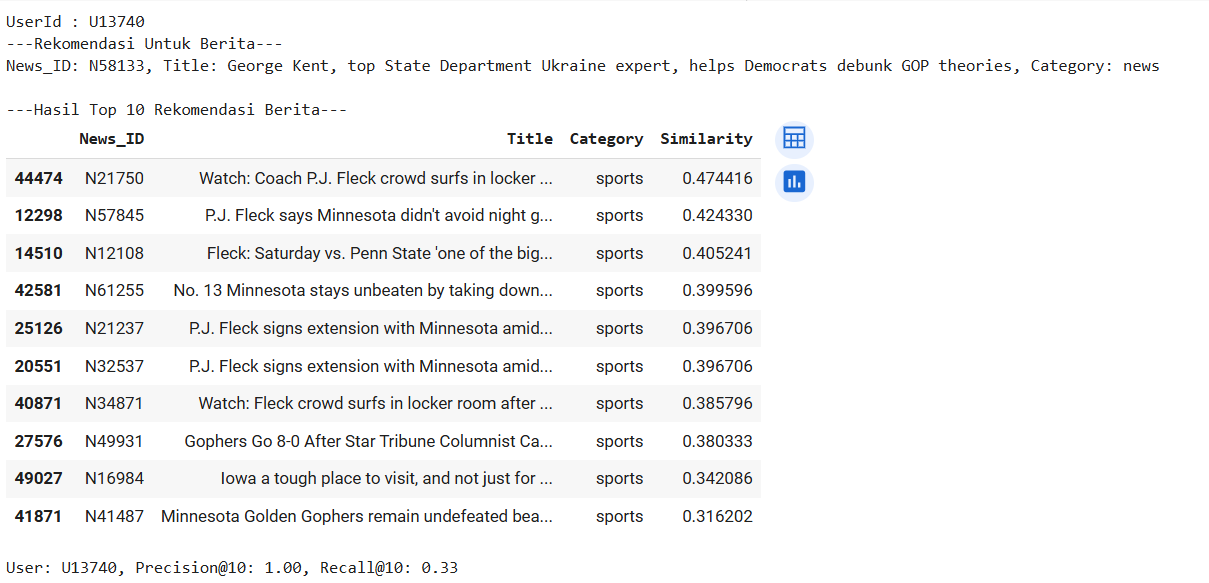 UserId : U13740
---Rekomendasi Untuk Berita---
News_ID: N58133, Title: George Kent, top State Department Ukraine expert, helps Democrats debunk GOP theories, Category: news
---Hasil Top 10 Rekomendasi Berita---
News_ID Title Category Similarity
44474 N21750 Watch: Coach P.J. Fleck crowd surfs in locker ... sports 0.474416
12298 N57845 P.J. Fleck says Minnesota didn't avoid night g... sports 0.424330
14510 N12108 Fleck: Saturday vs. Penn State 'one of the big... sports 0.405241
42581 N61255 No. 13 Minnesota stays unbeaten by taking down... sports 0.399596
25126 N21237 P.J. Fleck signs extension with Minnesota amid... sports 0.396706
20551 N32537 P.J. Fleck signs extension with Minnesota amid... sports 0.396706
40871 N34871 Watch: Fleck crowd surfs in locker room after ... sports 0.385796
27576 N49931 Gophers Go 8-0 After Star Tribune Columnist Ca... sports 0.380333
49027 N16984 Iowa a tough place to visit, and not just for ... sports 0.342086
41871 N41487 Minnesota Golden Gophers remain undefeated bea... sports 0.316202
User: U13740, Precision@10: 1.00, Recall@10: 0.33